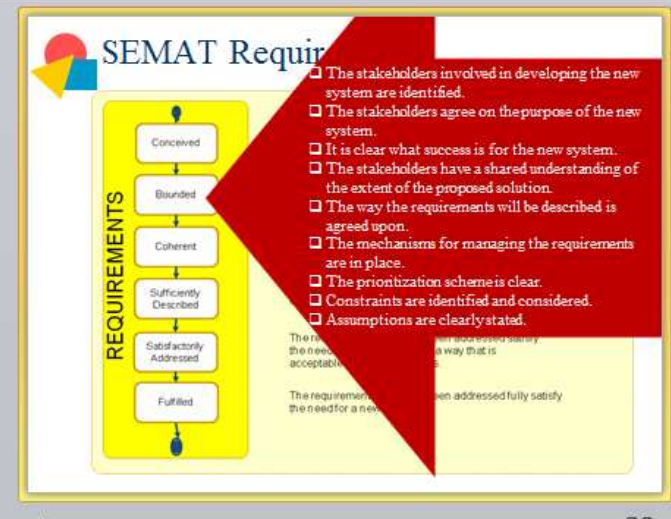 SEMAT Requir
❑ The stakeholders involved in developing the new
system are identified.
❑ The stakeholders agree on the purpose of the new
system.
❑ It is clear what success is for the new system.
❑ The stakeholders have a shared understanding of
the extent of the proposed solution.
❑ The way the requirements will be described is
agreed upon.
❑ The mechanisms for managing the requirements
are in place.
❑ The prioritization scheme is clear.
❑ Constraints are identified and considered.
❑ Assumptions are clearly stated.
REQUIREMENTS
Conceived
Bounded
Coherent
Sufficiently
Described
Satisfactorily
Addressed
Fulfilled
The re en addressed satisfy
the need a way that is
acceptable s.
The requirement en addressed fully satisfy
the need for a new